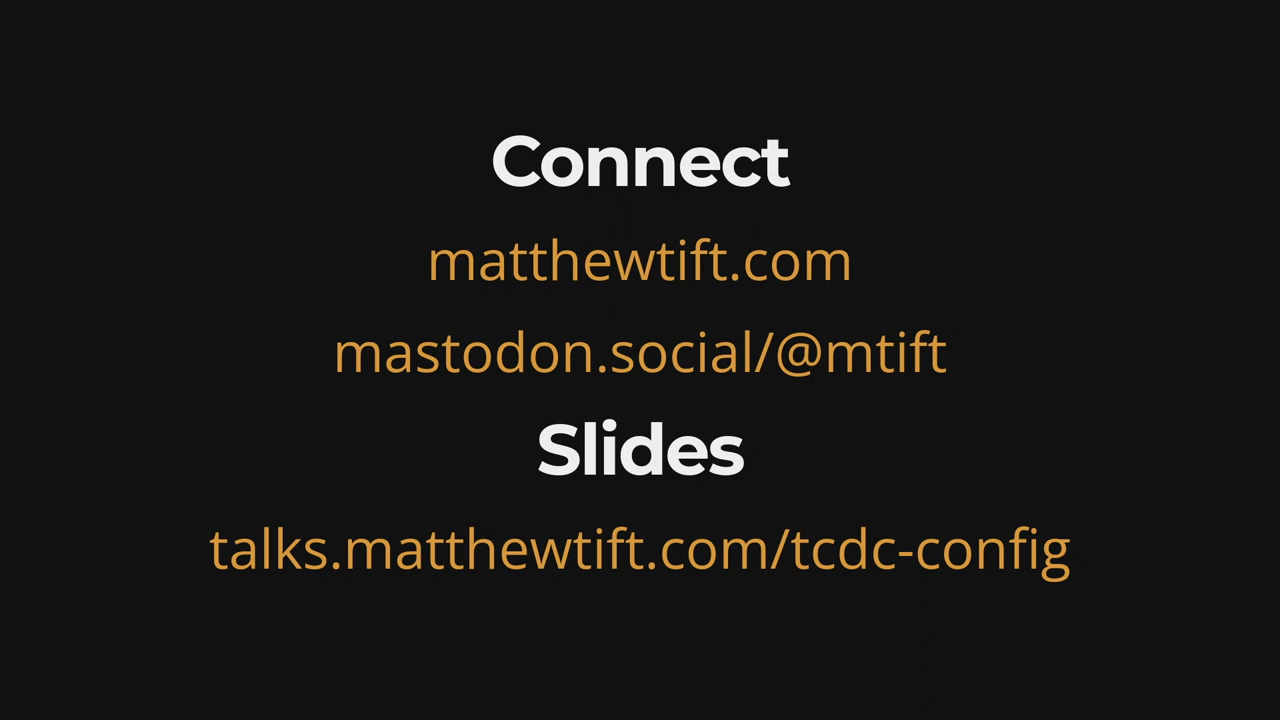 Connect
matthewtift.com
mastodon.social/@mtift
Slides
talks.matthewtift.com/tcdc-config